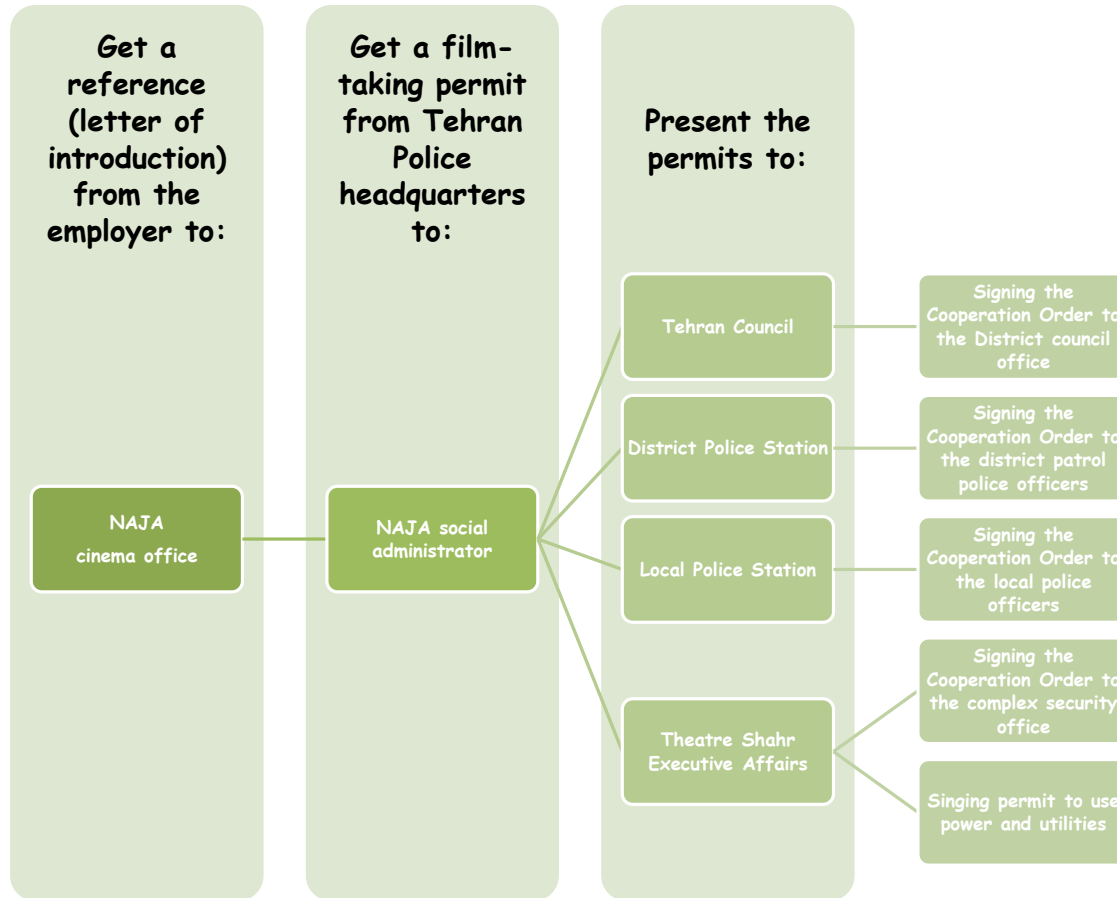 Get a
reference
(letter of
introduction)
from the
employer to:
Get a film-
taking permit
from Tehran
Police
headquarters
to:
Present the
permits to:
NAJA
cinema office
NAJA social
administrator
Tehran Council
District Police Station
Local Police Station
Theatre Shahr
Executive Affairs
Signing the
Cooperation Order to
the District council
office
Signing the
Cooperation Order to
the district patrol
police officers
Signing the
Cooperation Order to
the local police
officers
Signing the
Cooperation Order to
the complex security
office
Singing permit to use
power and utilities